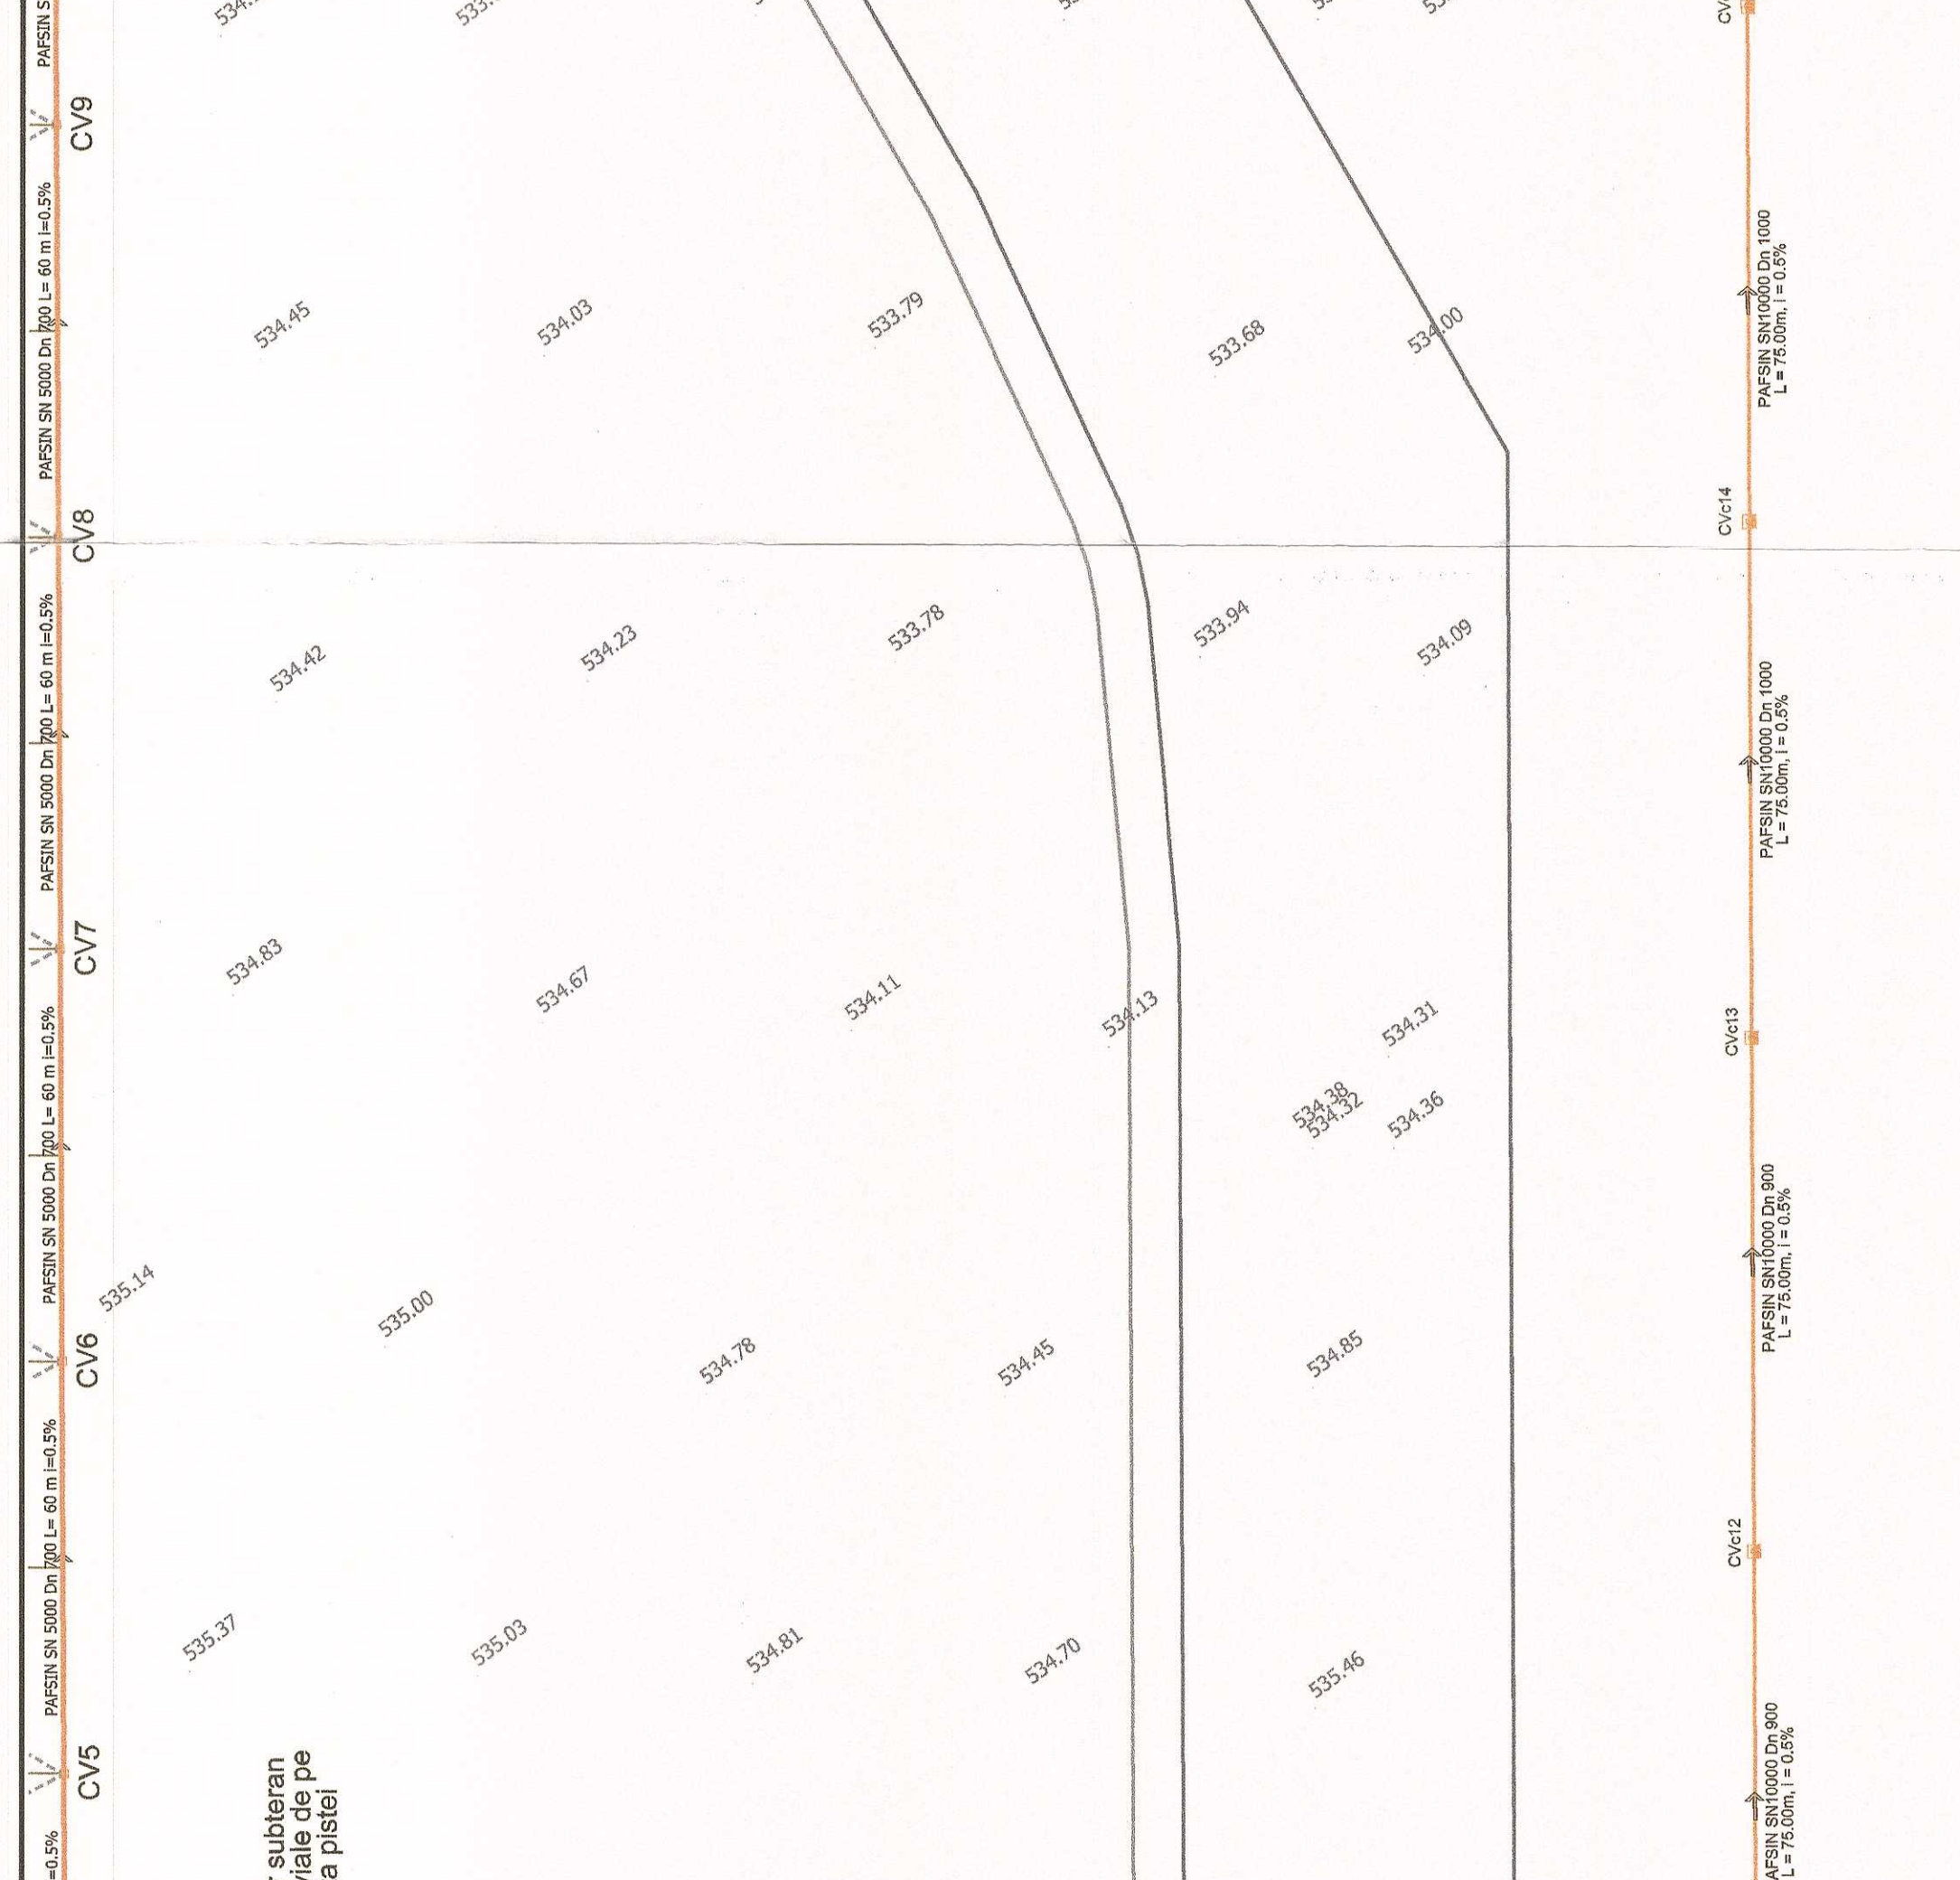 PAFSIN S
CV9
PAFSIN SN 5000 Dn 700 L= 60 m i=0.5%
CV8
PAFSIN SN 5000 Dn 700 L= 60 m i=0.5%
CV7
PAFSIN SN 5000 Dn 700 L= 60 m i=0.5%
CV6
PAFSIN SN 5000 Dn 700 L= 60 m i=0.5%
CV5
=0.5%
534.45
534.03
533.79
533.68
534.00
534.42
534.23
533.78
533.94
534.09
534.83
534.67
534.11
534.13
534.31
534.38
534.32
534.36
535.14
535.00
534.78
534.45
534.85
535.37
535.03
534.81
534.70
535.46
subteran
viale de pe
a pistei
PAFSIN SN10000 Dn 1000
L = 75.00m, i = 0.5%
CVc14
PAFSIN SN10000 Dn 1000
L = 75.00m, i = 0.5%
CVc13
PAFSIN SN10000 Dn 900
L = 75.00m, i = 0.5%
CVc12
AFSIN SN10000 Dn 900
L = 75.00m, i = 0.5%